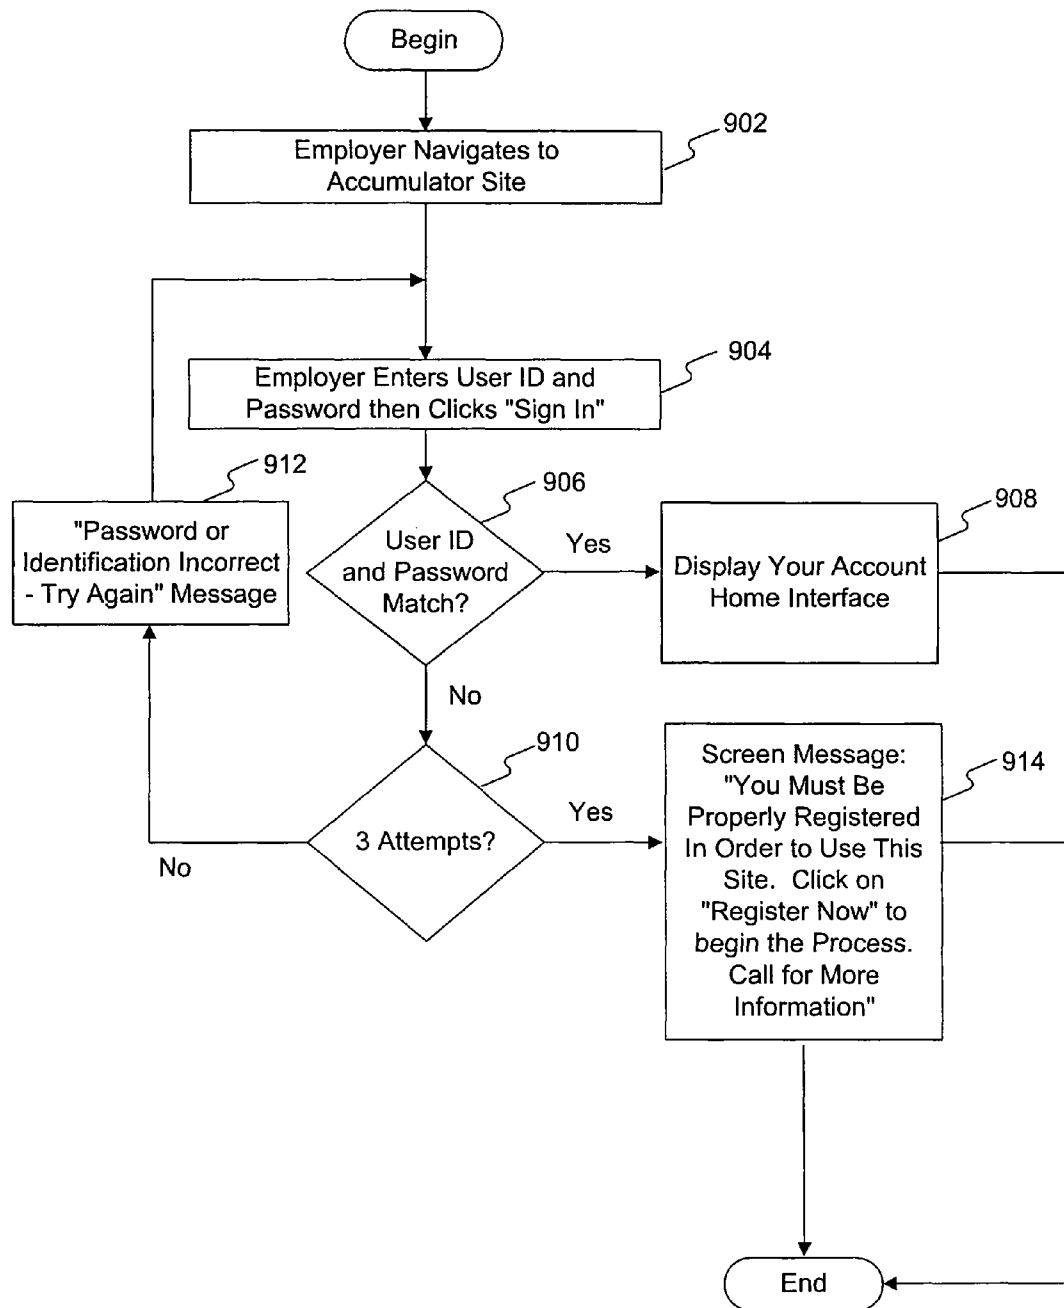 Begin
902
Employer Navigates to
Accumulator Site
904
Employer Enters User ID and
Password then Clicks "Sign In"
912
"Password or
Identification Incorrect
- Try Again" Message
906
User ID
and Password
Match?
Yes
908
Display Your Account
Home Interface
No
910
3 Attempts?
Yes
No
914
Screen Message:
"You Must Be
Properly Registered
In Order to Use This
Site. Click on
"Register Now" to
begin the Process.
Call for More
Information"
End